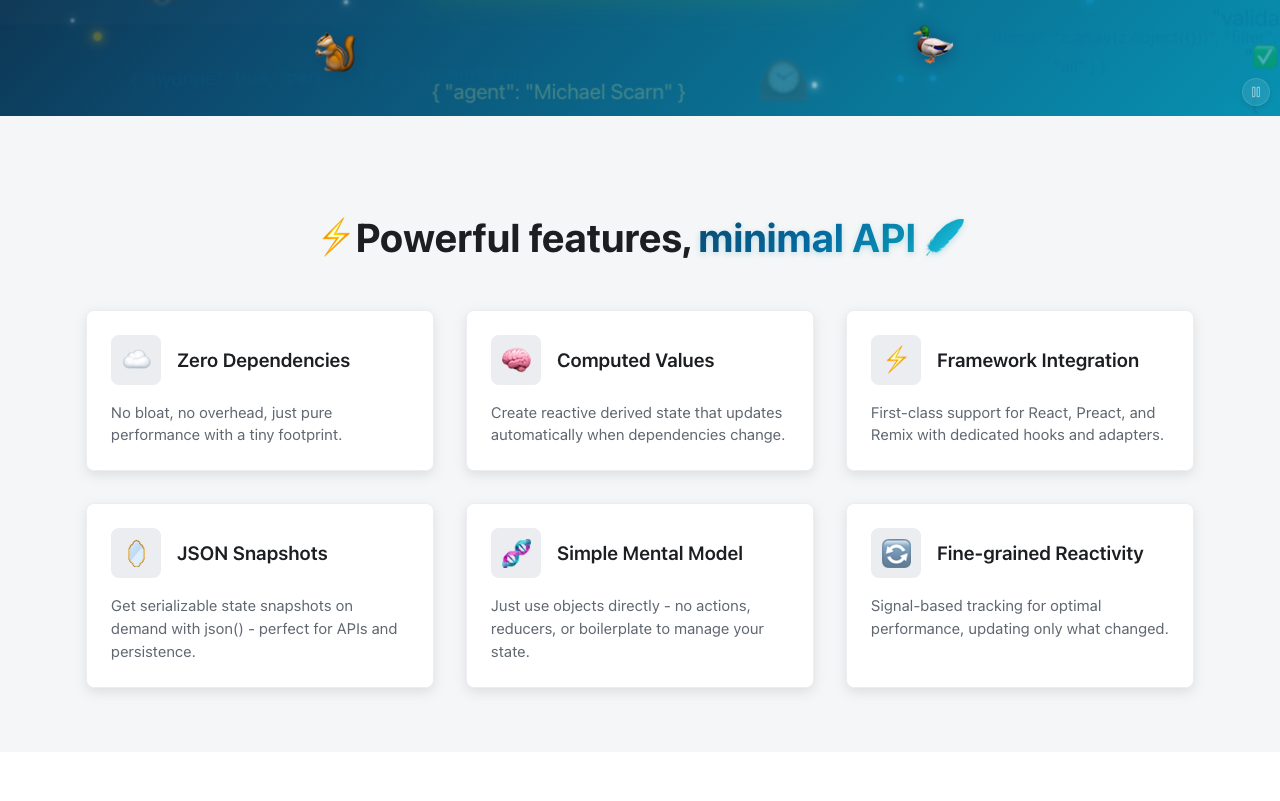 "valid
{ "agent": "Michael Scarn" }
Powerful features, minimal API
Zero Dependencies
No bloat, no overhead, just pure
performance with a tiny footprint.
Computed Values
Create reactive derived state that updates
automatically when dependencies change.
Framework Integration
First-class support for React, Preact, and
Remix with dedicated hooks and adapters.
JSON Snapshots
Get serializable state snapshots on
demand with json() - perfect for APIs and
persistence.
Simple Mental Model
Just use objects directly - no actions,
reducers, or boilerplate to manage your
state.
Fine-grained Reactivity
Signal-based tracking for optimal
performance, updating only what changed.